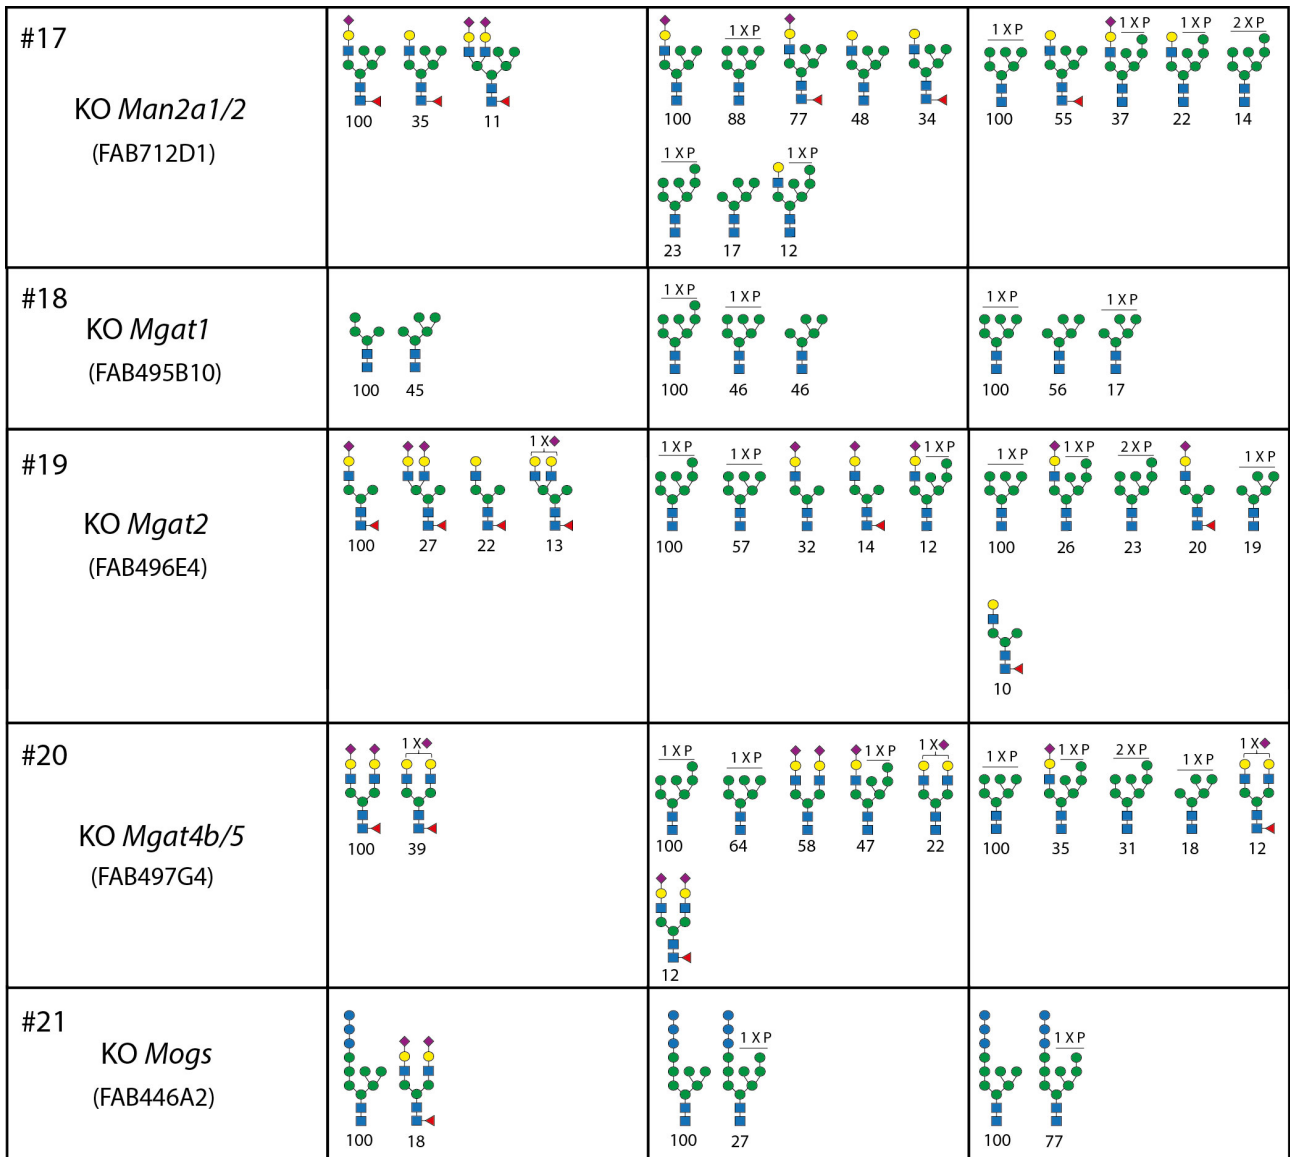 #17
KO Man2a1/2
(FAB712D1)
100 35 11
1 X P
100 88 77 48 34
1 X P 1 X P
23 17 12
1 X P 1 X P 1 X P 2 X P
100 55 37 22 14
#18
KO Mgat1
(FAB495B10)
100 45
1 X P 1 X P
100 46 46
1 X P 1 X P
100 56 17
#19
KO Mgat2
(FAB496E4)
1 X
100 27 22 13
1 X P 1 X P 1 X P
100 57 32 14 12
1 X P 1 X P 2 X P 1 X P
100 26 23 20 19
10
#20
KO Mgat4b/5
(FAB497G4)
1 X
100 39
1 X P 1 X P 1 X P 1 X
100 64 58 47 22
12
1 X P 1 X P 2 X P 1 X P 1 X
100 35 31 18 12
#21
KO Mogs
(FAB446A2)
100 18
1 X P
100 27
1 X P
100 77